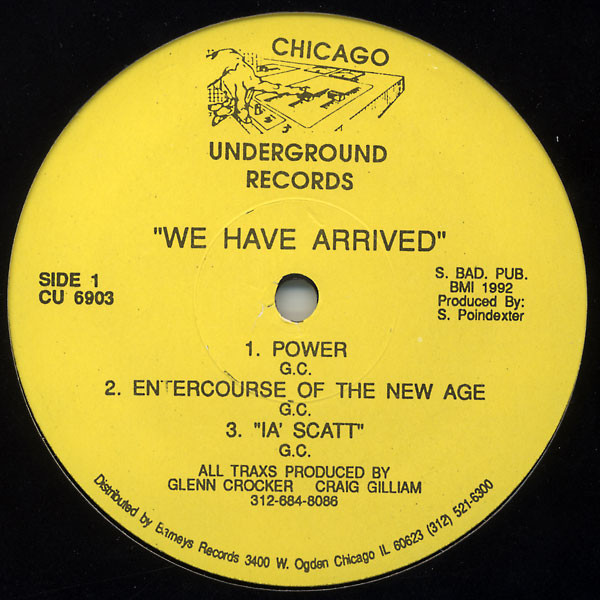 CHICAGO
UNDERGROUND
RECORDS
"WE HAVE ARRIVED"
SIDE 1
CU 6903
S. BAD. PUB.
BMI 1992
Produced By:
S. Poindexter
1. POWER
G.C.
2. ENTERCOURSE OF THE NEW AGE
G.C.
3. "IA' SCATT"
G.C.
ALL TRAXS PRODUCED BY
GLENN CROCKER CRAIG GILLIAM
312-684-8086
Distributed by Barneys Records 3400 W. Ogden Chicago IL 60623 (312) 521-6300